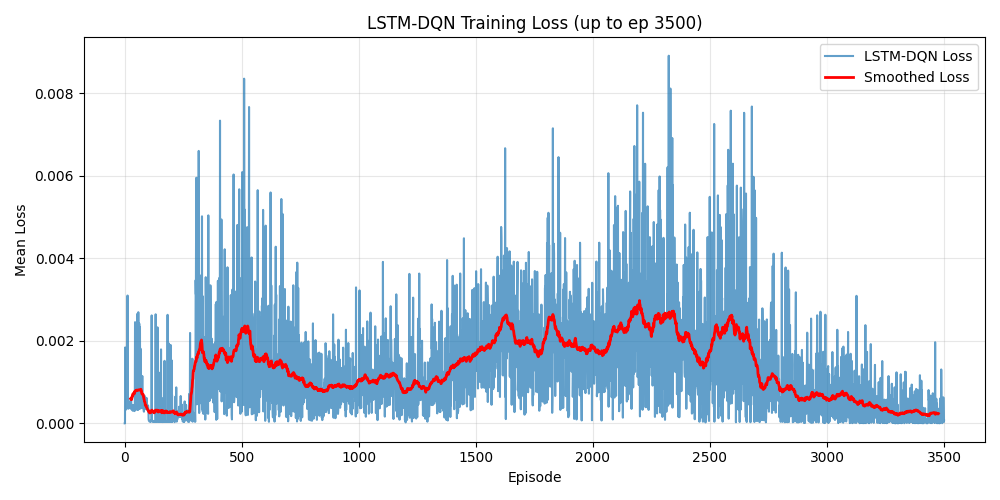 LSTM-DQN Training Loss (up to ep 3500)
LSTM-DQN Loss
Smoothed Loss
Mean Loss
0.008
0.006
0.004
0.002
0.000
0 500 1000 1500 2000 2500 3000 3500
Episode